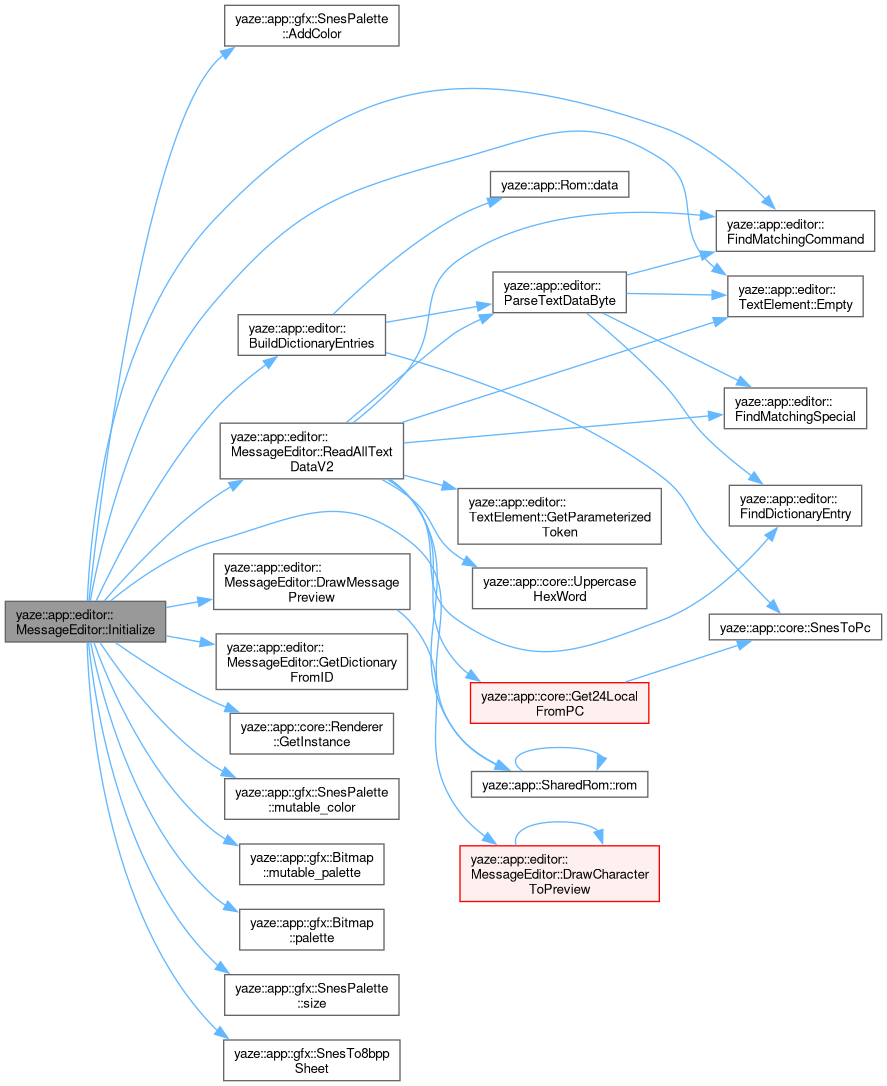 yaze::app::gfx::SnesPalette
::AddColor
yaze::app::Rom::data
yaze::app::editor::
FindMatchingCommand
yaze::app::editor::
ParseTextDataByte
yaze::app::editor::
TextElement::Empty
yaze::app::editor::
BuildDictionaryEntries
yaze::app::editor::
FindMatchingSpecial
yaze::app::editor::
MessageEditor::ReadAllText
DataV2
yaze::app::editor::
FindDictionaryEntry
yaze::app::editor::
TextElement::GetParameterized
Token
yaze::app::editor::
MessageEditor::DrawMessage
Preview
yaze::app::core::Uppercase
HexWord
yaze::app::editor::
MessageEditor::Initialize
yaze::app::core::SnesToPc
yaze::app::editor::
MessageEditor::GetDictionary
FromID
yaze::app::core::Get24Local
FromPC
yaze::app::core::Renderer
::GetInstance
yaze::app::SharedRom::rom
yaze::app::gfx::SnesPalette
::mutable_color
yaze::app::gfx::Bitmap
::mutable_palette
yaze::app::editor::
MessageEditor::DrawCharacter
ToPreview
yaze::app::gfx::Bitmap
::palette
yaze::app::gfx::SnesPalette
::size
yaze::app::gfx::SnesTo8bpp
Sheet